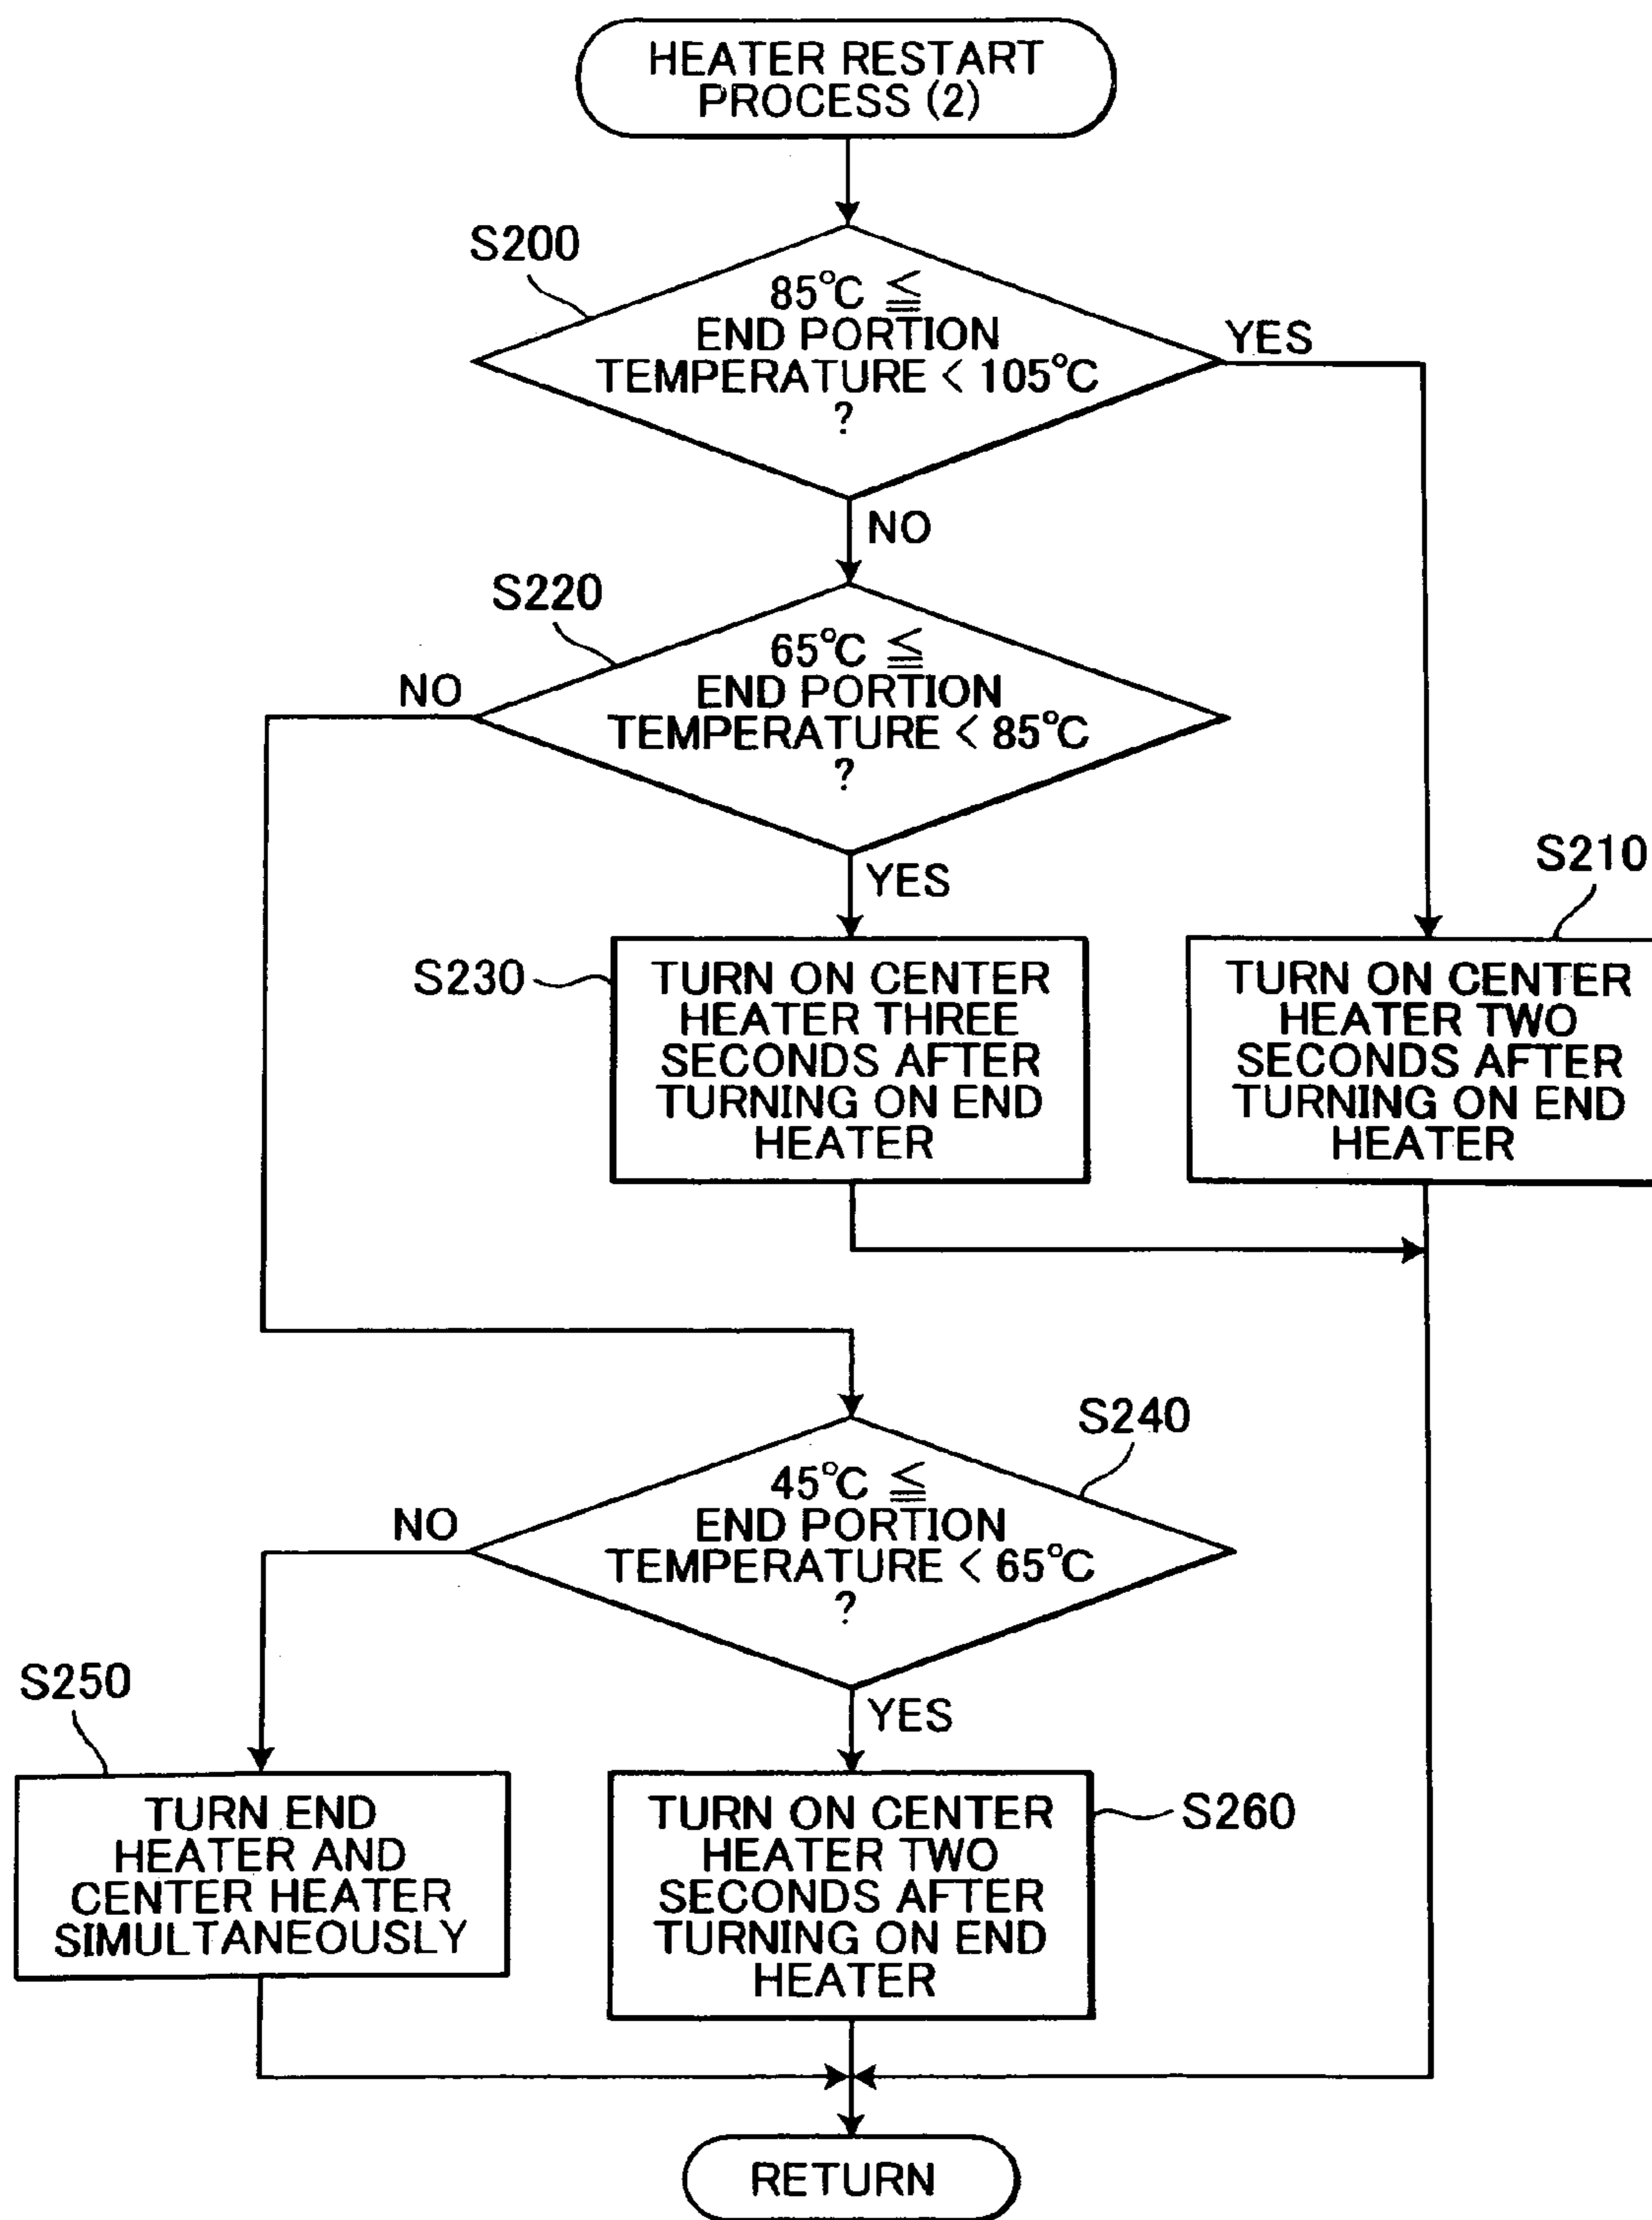 HEATER RESTART
PROCESS (2)
S200
85°C ≦
END PORTION
TEMPERATURE < 105°C
?
YES
NO
S220
65°C ≦
END PORTION
TEMPERATURE < 85°C
?
NO
YES
S230
TURN ON CENTER
HEATER THREE
SECONDS AFTER
TURNING ON END
HEATER
S210
TURN ON CENTER
HEATER TWO
SECONDS AFTER
TURNING ON END
HEATER
S240
45°C ≦
END PORTION
TEMPERATURE < 65°C
?
NO
YES
S250
TURN END
HEATER AND
CENTER HEATER
SIMULTANEOUSLY
S260
TURN ON CENTER
HEATER TWO
SECONDS AFTER
TURNING ON END
HEATER
RETURN